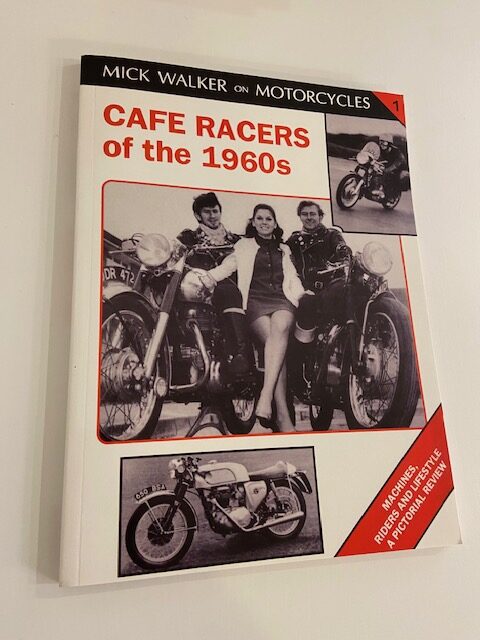 MICK WALKER ON MOTORCYCLES
1
CAFE RACERS
of the 1960s
MACHINES,
RIDERS AND LIFESTYLE
A PICTORIAL REVIEW